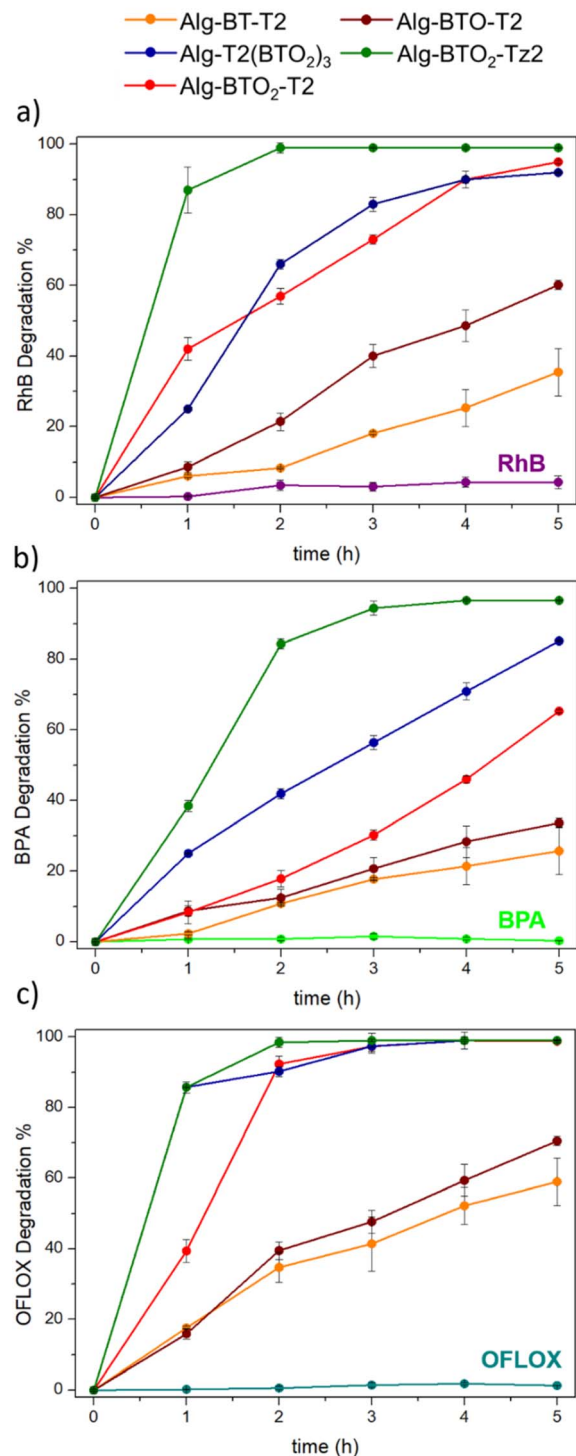 Alg-BT-T2
Alg-BTO-T2
Alg-T2(BTO₂)₃
Alg-BTO₂-Tz2
Alg-BTO₂-T2
a)
100
80
60
40
20
0
RhB Degradation %
RhB
0 1 2 3 4 5
time (h)
b)
100
80
60
40
20
0
BPA Degradation %
BPA
0 1 2 3 4 5
time (h)
c)
100
80
60
40
20
0
OFLOX Degradation %
OFLOX
0 1 2 3 4 5
time (h)